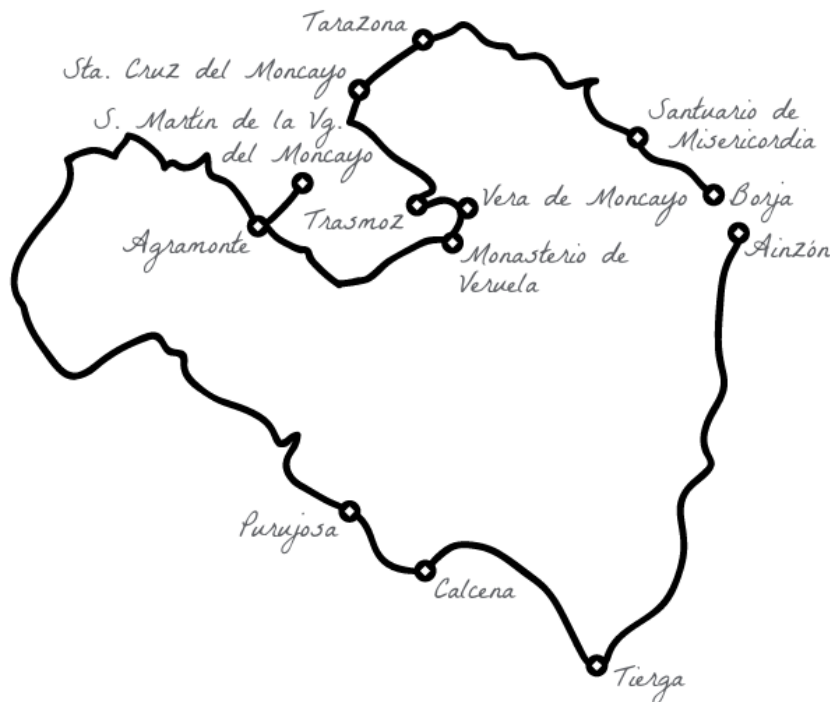 Tarazona
Sta. Cruz del Moncayo
S. Martín de la Vg.
del Moncayo
Santuario de
Misericordia
Trasmoz
Vera de Moncayo
Borja
Agramonte
Monasterio de
Veruela
Ainzón
Purujosa
Calcena
Tierga